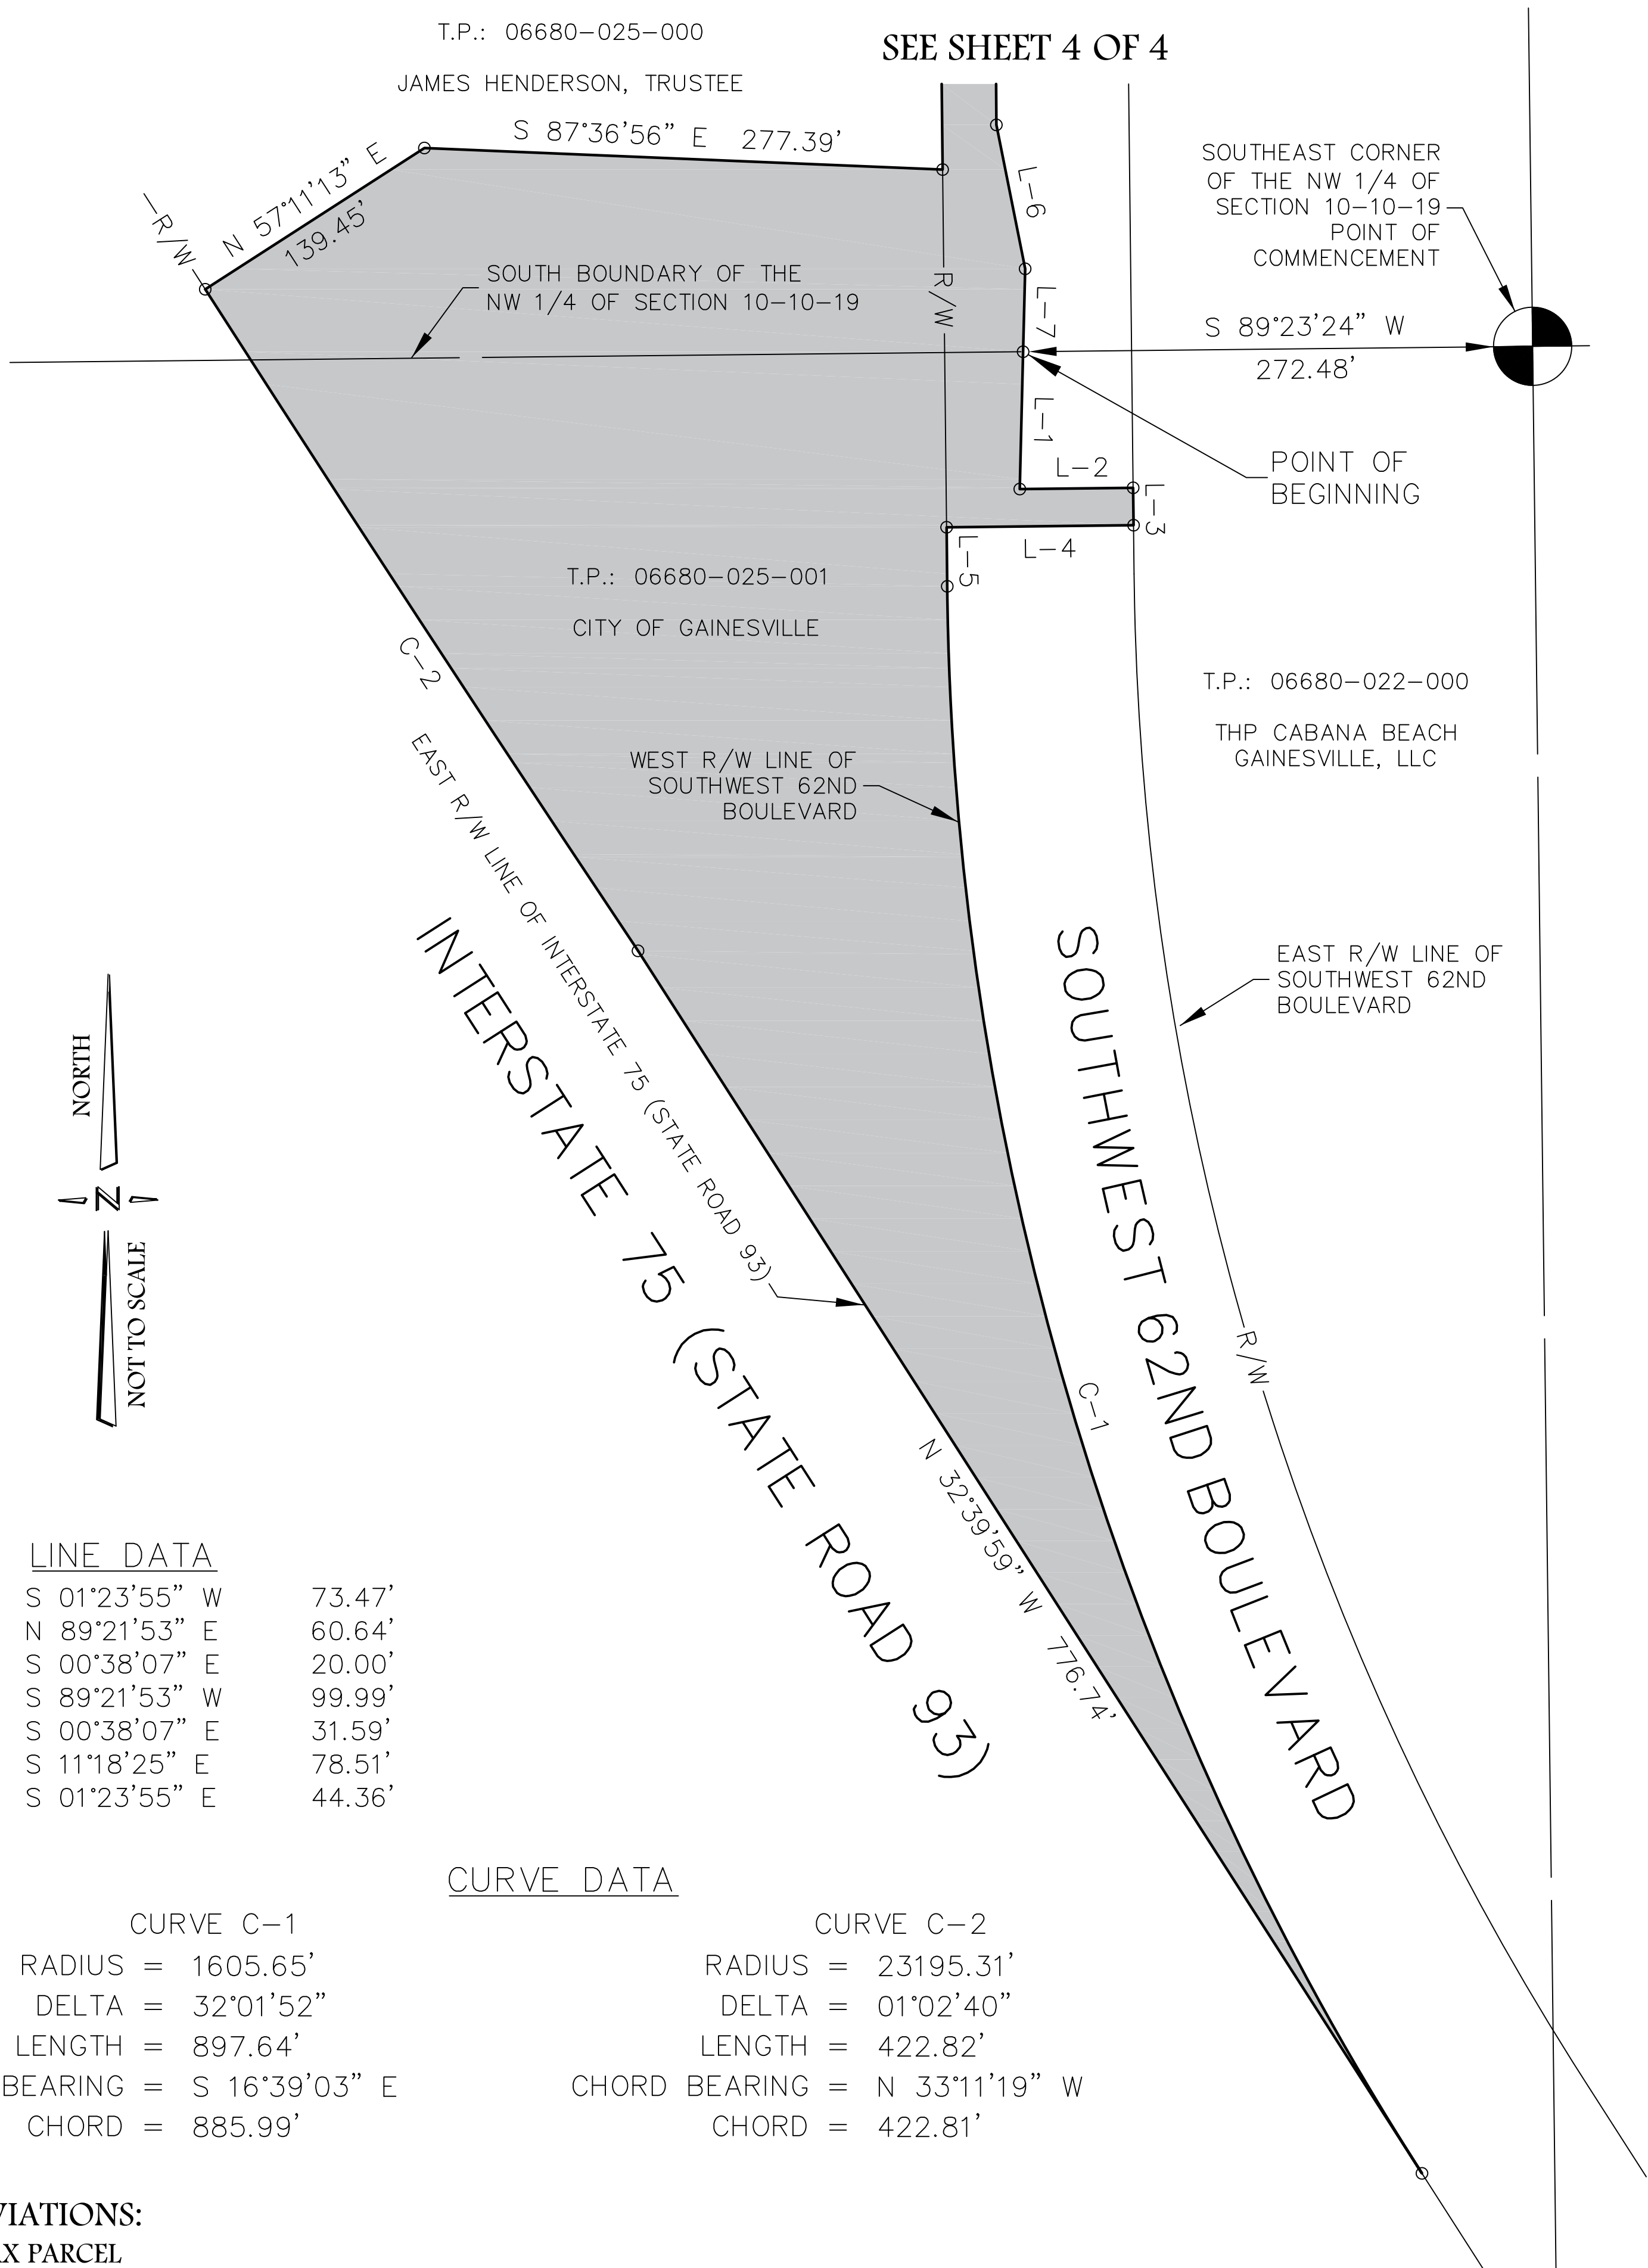 T.P.: 06680-025-000
JAMES HENDERSON, TRUSTEE
SEE SHEET 4 OF 4
S 87°36'56" E 277.39'
N 57°11'13" E
139.45'
R/W
SOUTH BOUNDARY OF THE
NW 1/4 OF SECTION 10-10-19
R/W
L-6
L-7
SOUTHEAST CORNER
OF THE NW 1/4 OF
SECTION 10-10-19
POINT OF
COMMENCEMENT
S 89°23'24" W
272.48'
L-1
L-2
L-3
L-4
L-5
POINT OF
BEGINNING
T.P.: 06680-025-001
CITY OF GAINESVILLE
C-2
T.P.: 06680-022-000
THP CABANA BEACH
GAINESVILLE, LLC
WEST R/W LINE OF
SOUTHWEST 62ND
BOULEVARD
EAST R/W LINE OF INTERSTATE 75 (STATE ROAD 93)
INTERSTATE 75 (STATE ROAD 93)
SOUTHWEST 62ND BOULEVARD
EAST R/W LINE OF
SOUTHWEST 62ND
BOULEVARD
R/W
C-1
N 32°39'59" W 776.74'
NORTH
N
NOT TO SCALE
LINE DATA
S 01°23'55" W 73.47'
N 89°21'53" E 60.64'
S 00°38'07" E 20.00'
S 89°21'53" W 99.99'
S 00°38'07" E 31.59'
S 11°18'25" E 78.51'
S 01°23'55" E 44.36'
CURVE DATA
CURVE C-1
RADIUS = 1605.65'
DELTA = 32°01'52"
LENGTH = 897.64'
BEARING = S 16°39'03" E
CHORD = 885.99'
CURVE C-2
RADIUS = 23195.31'
DELTA = 01°02'40"
LENGTH = 422.82'
CHORD BEARING = N 33°11'19" W
CHORD = 422.81'
VIATIONS:
X PARCEL